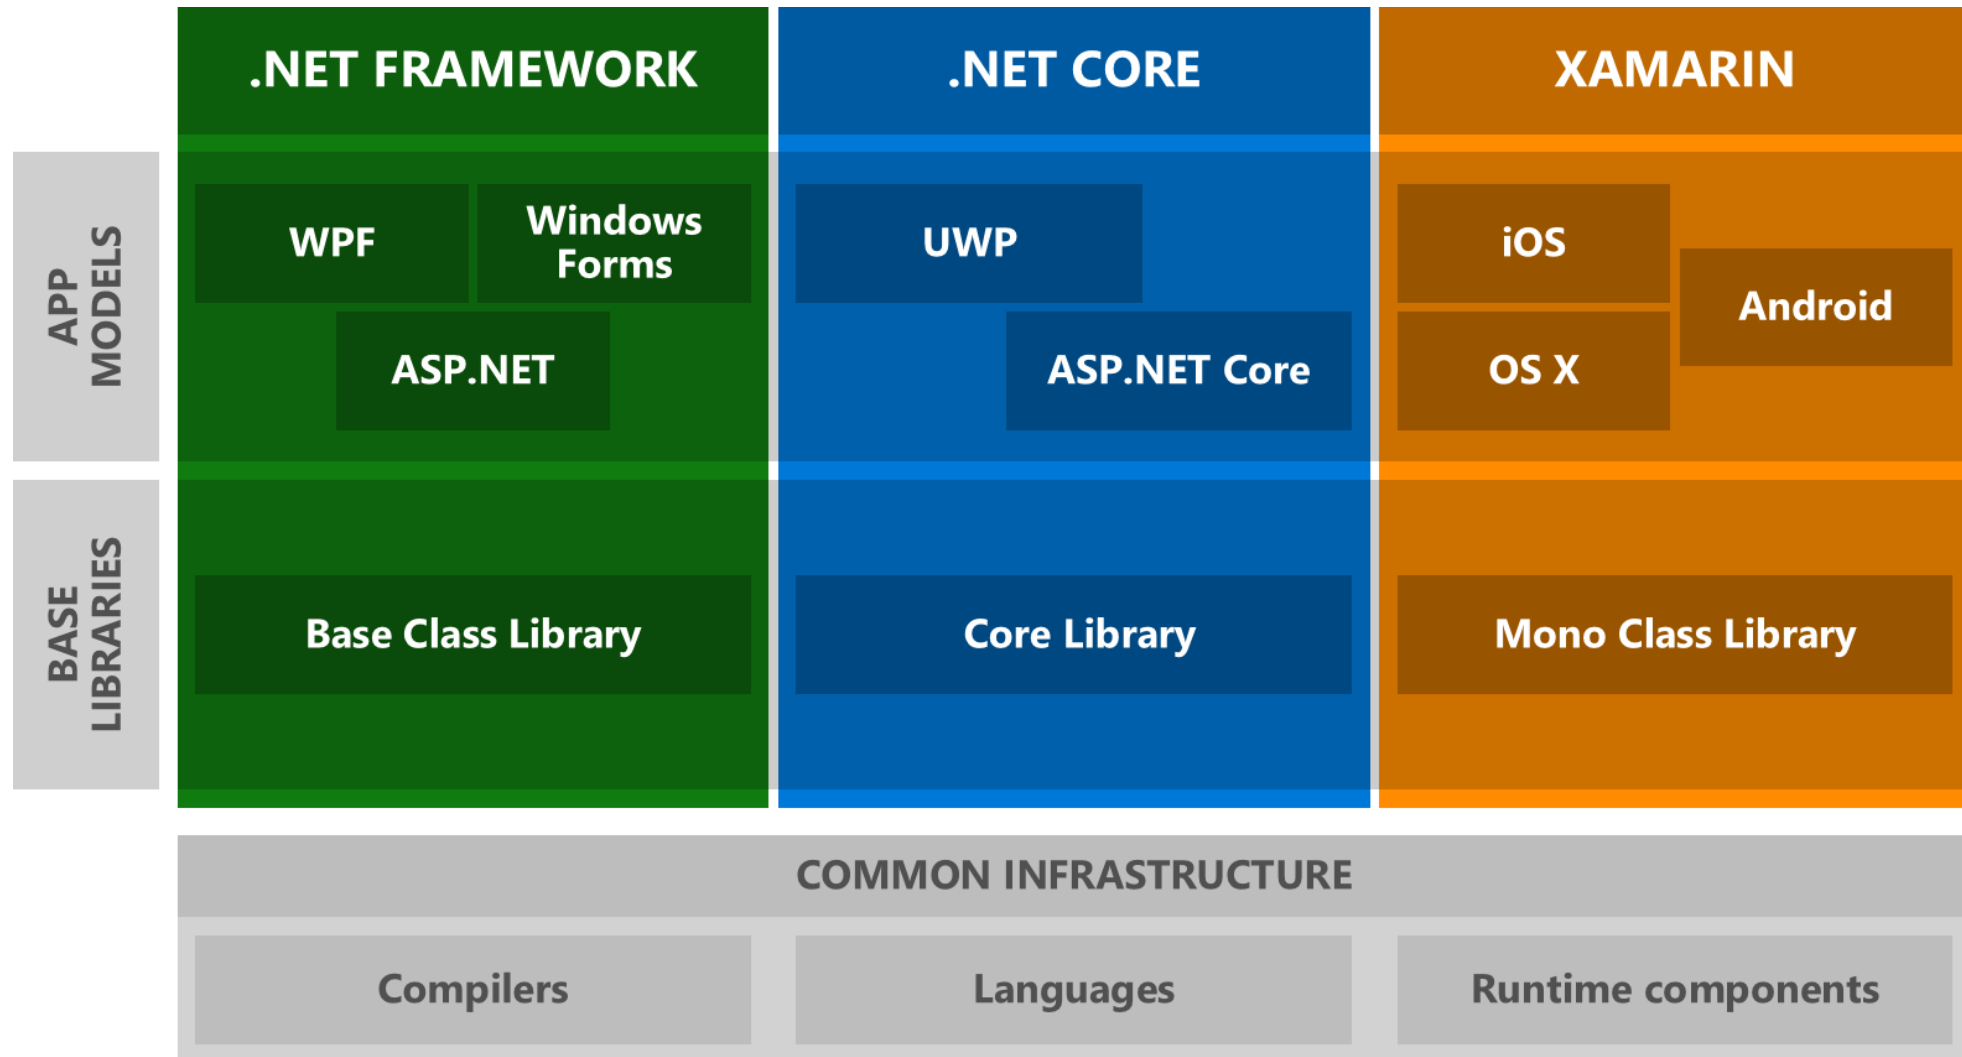 .NET FRAMEWORK
.NET CORE
XAMARIN
APP
MODELS
WPF
Windows
Forms
ASP.NET
UWP
ASP.NET Core
iOS
Android
OS X
BASE
LIBRARIES
Base Class Library
Core Library
Mono Class Library
COMMON INFRASTRUCTURE
Compilers
Languages
Runtime components